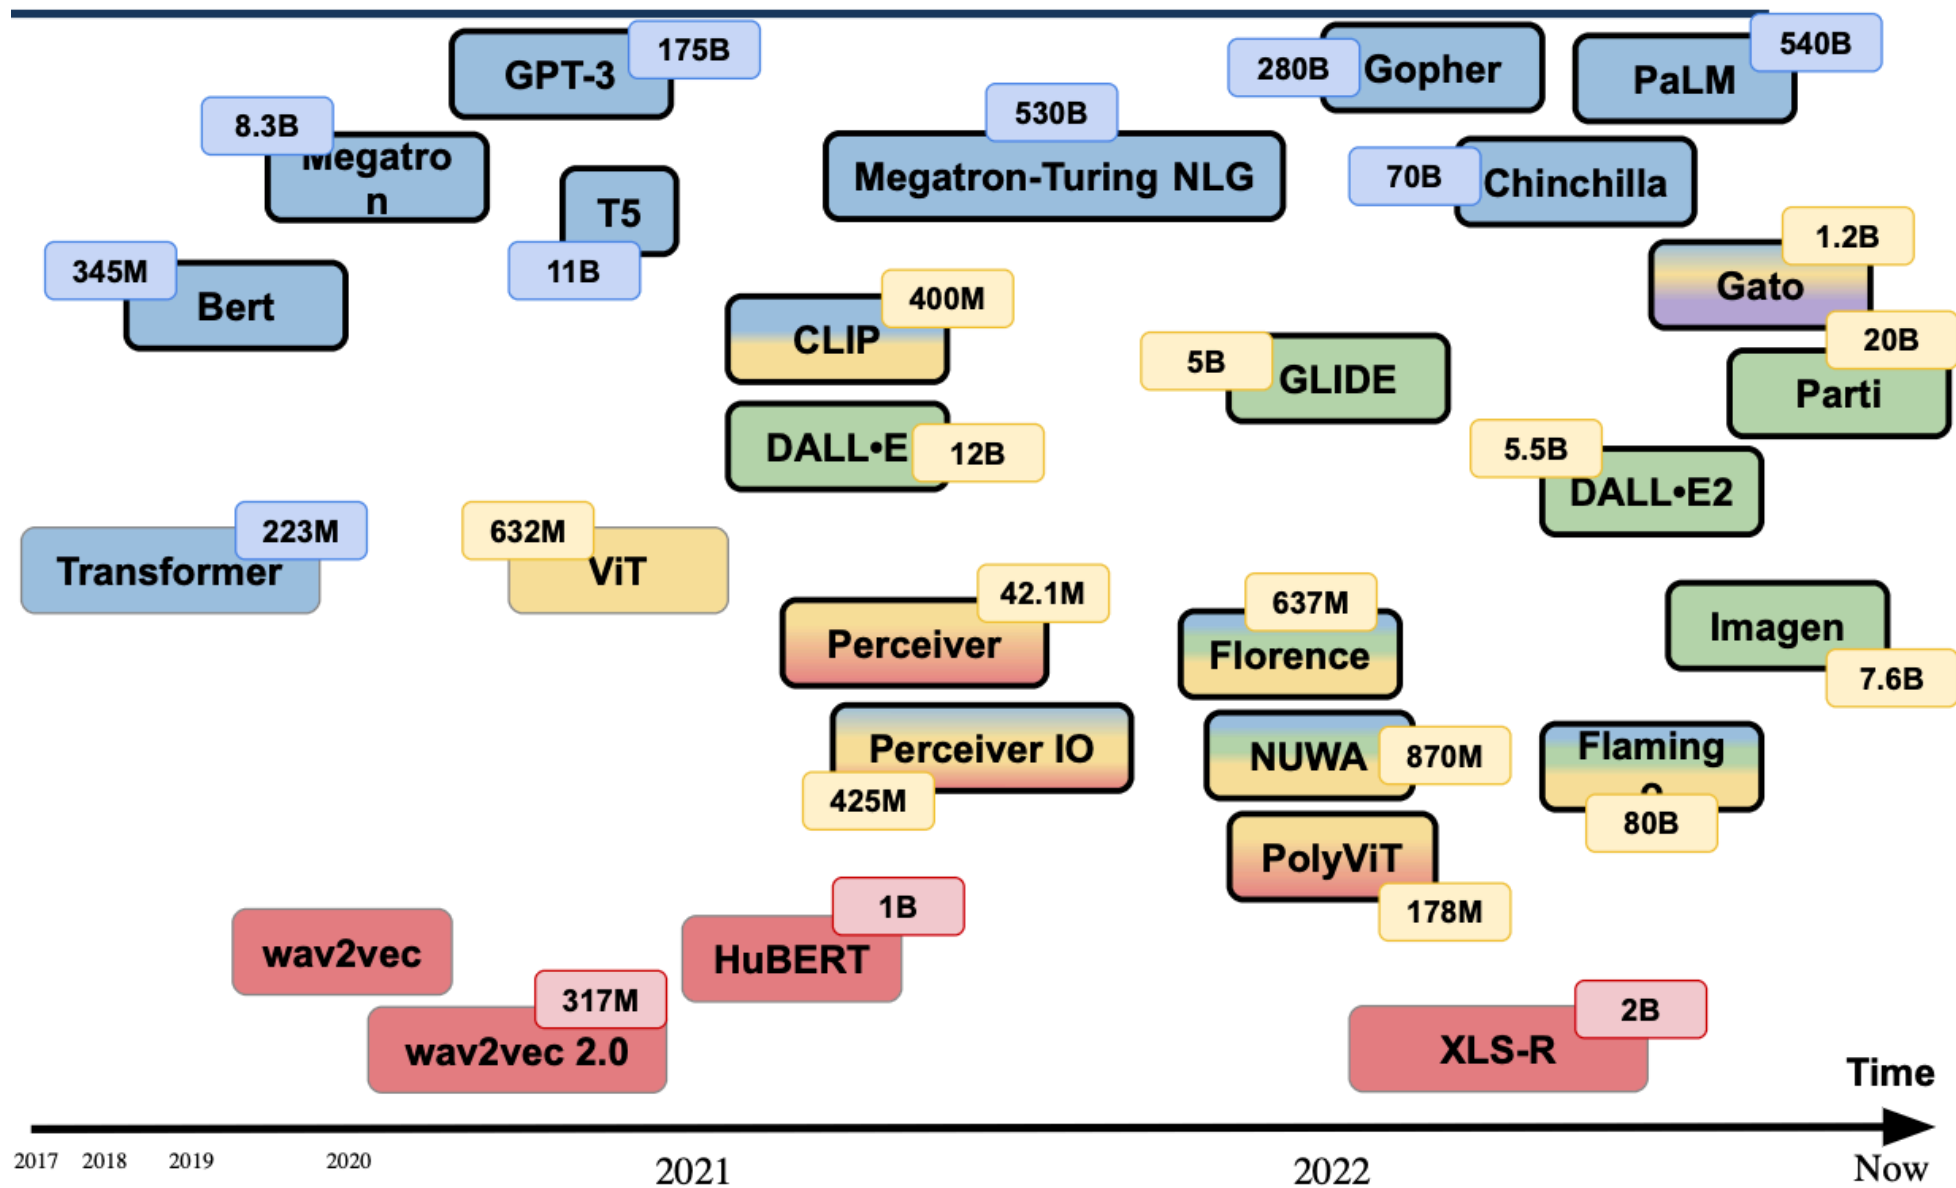 GPT-3
175B
280B
Gopher
PaLM
540B
8.3B
Megatro
n
530B
Megatron-Turing NLG
70B
Chinchilla
T5
11B
345M
Bert
1.2B
Gato
400M
CLIP
5B
GLIDE
20B
Parti
DALL•E
12B
5.5B
DALL•E2
Transformer
223M
632M
ViT
42.1M
Perceiver
637M
Florence
Imagen
7.6B
Perceiver IO
425M
NUWA
870M
Flaming
o
80B
PolyViT
178M
wav2vec
1B
HuBERT
317M
wav2vec 2.0
2B
XLS-R
Time
2017
2018
2019
2020
2021
2022
Now